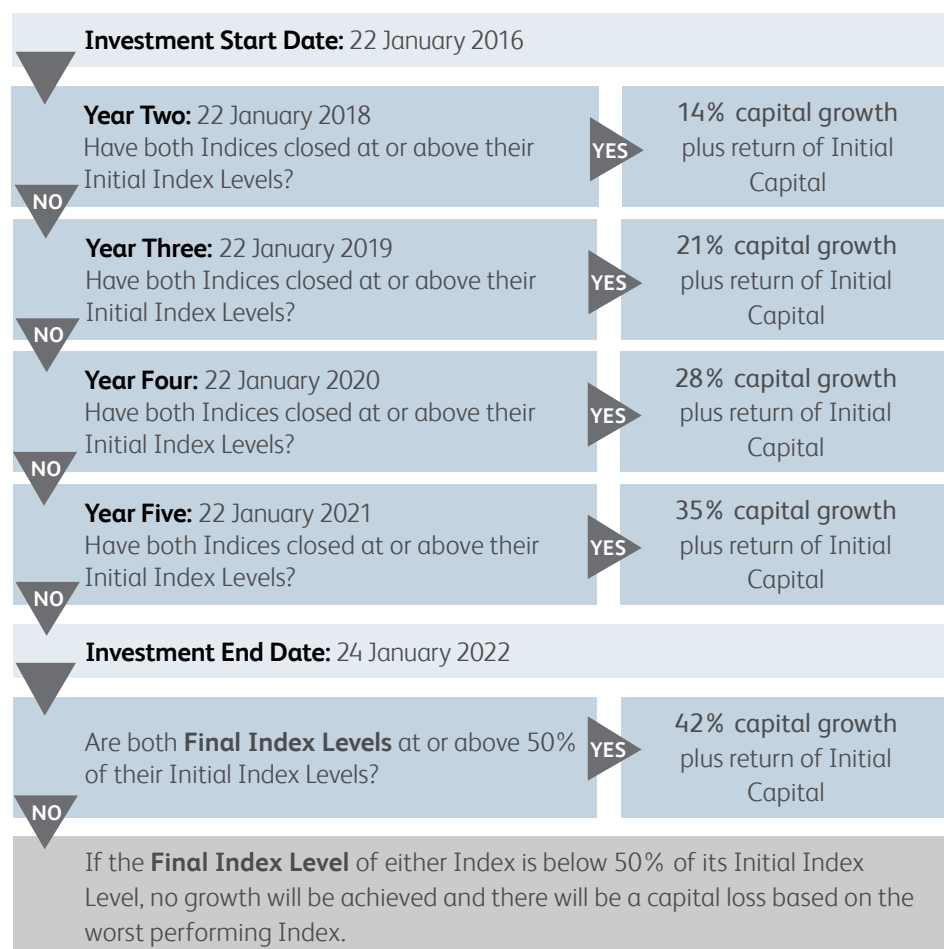 Investment Start Date: 22 January 2016
Year Two: 22 January 2018
Have both Indices closed at or above their
Initial Index Levels?
YES
14% capital growth
plus return of Initial
Capital
NO
Year Three: 22 January 2019
Have both Indices closed at or above their
Initial Index Levels?
YES
21% capital growth
plus return of Initial
Capital
NO
Year Four: 22 January 2020
Have both Indices closed at or above their
Initial Index Levels?
YES
28% capital growth
plus return of Initial
Capital
NO
Year Five: 22 January 2021
Have both Indices closed at or above their
Initial Index Levels?
YES
35% capital growth
plus return of Initial
Capital
NO
Investment End Date: 24 January 2022
Are both Final Index Levels at or above 50%
of their Initial Index Levels?
YES
42% capital growth
plus return of Initial
Capital
NO
If the Final Index Level of either Index is below 50% of its Initial Index
Level, no growth will be achieved and there will be a capital loss based on the
worst performing Index.